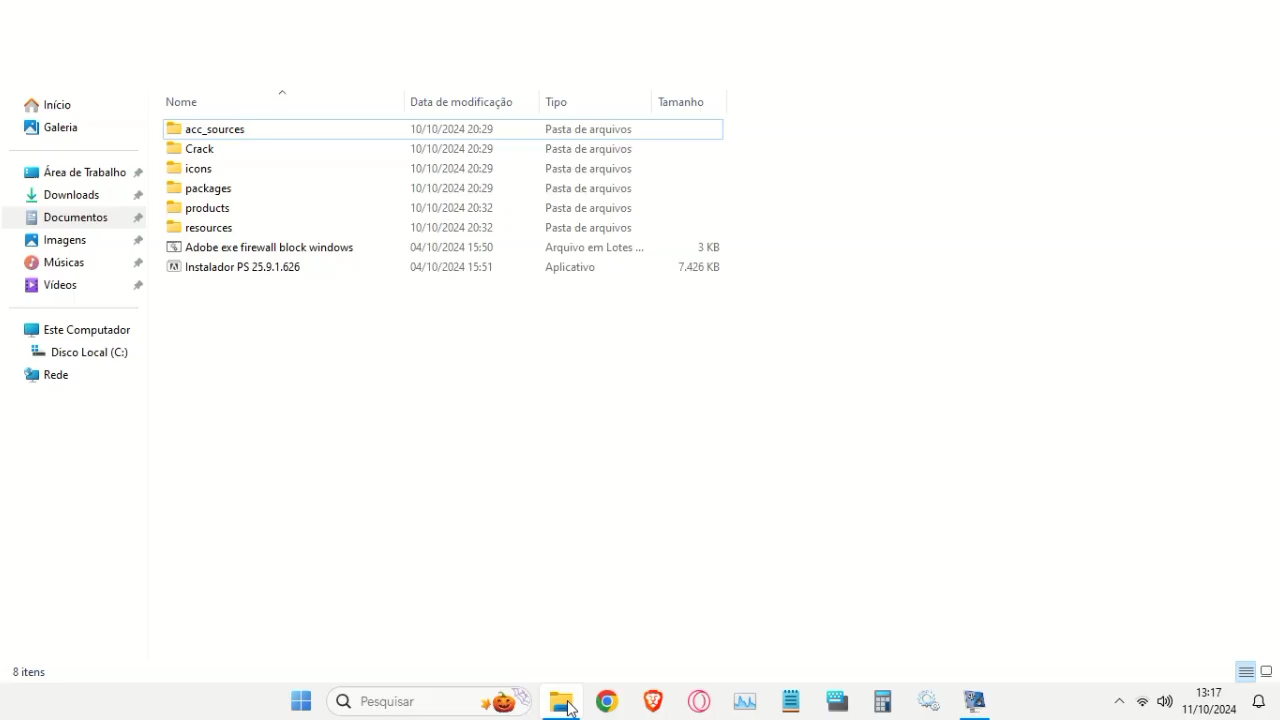 Início
Galeria
Área de Trabalho
Downloads
Documentos
Imagens
Músicas
Vídeos
Este Computador
Disco Local (C:)
Rede
Nome Data de modificação Tipo Tamanho
acc_sources 10/10/2024 20:29 Pasta de arquivos
Crack 10/10/2024 20:29 Pasta de arquivos
icons 10/10/2024 20:29 Pasta de arquivos
packages 10/10/2024 20:29 Pasta de arquivos
products 10/10/2024 20:32 Pasta de arquivos
resources 10/10/2024 20:32 Pasta de arquivos
Adobe exe firewall block windows 04/10/2024 15:50 Arquivo em Lotes ... 3 KB
Instalador PS 25.9.1.626 04/10/2024 15:51 Aplicativo 7.426 KB
8 itens
Pesquisar
13:17
11/10/2024